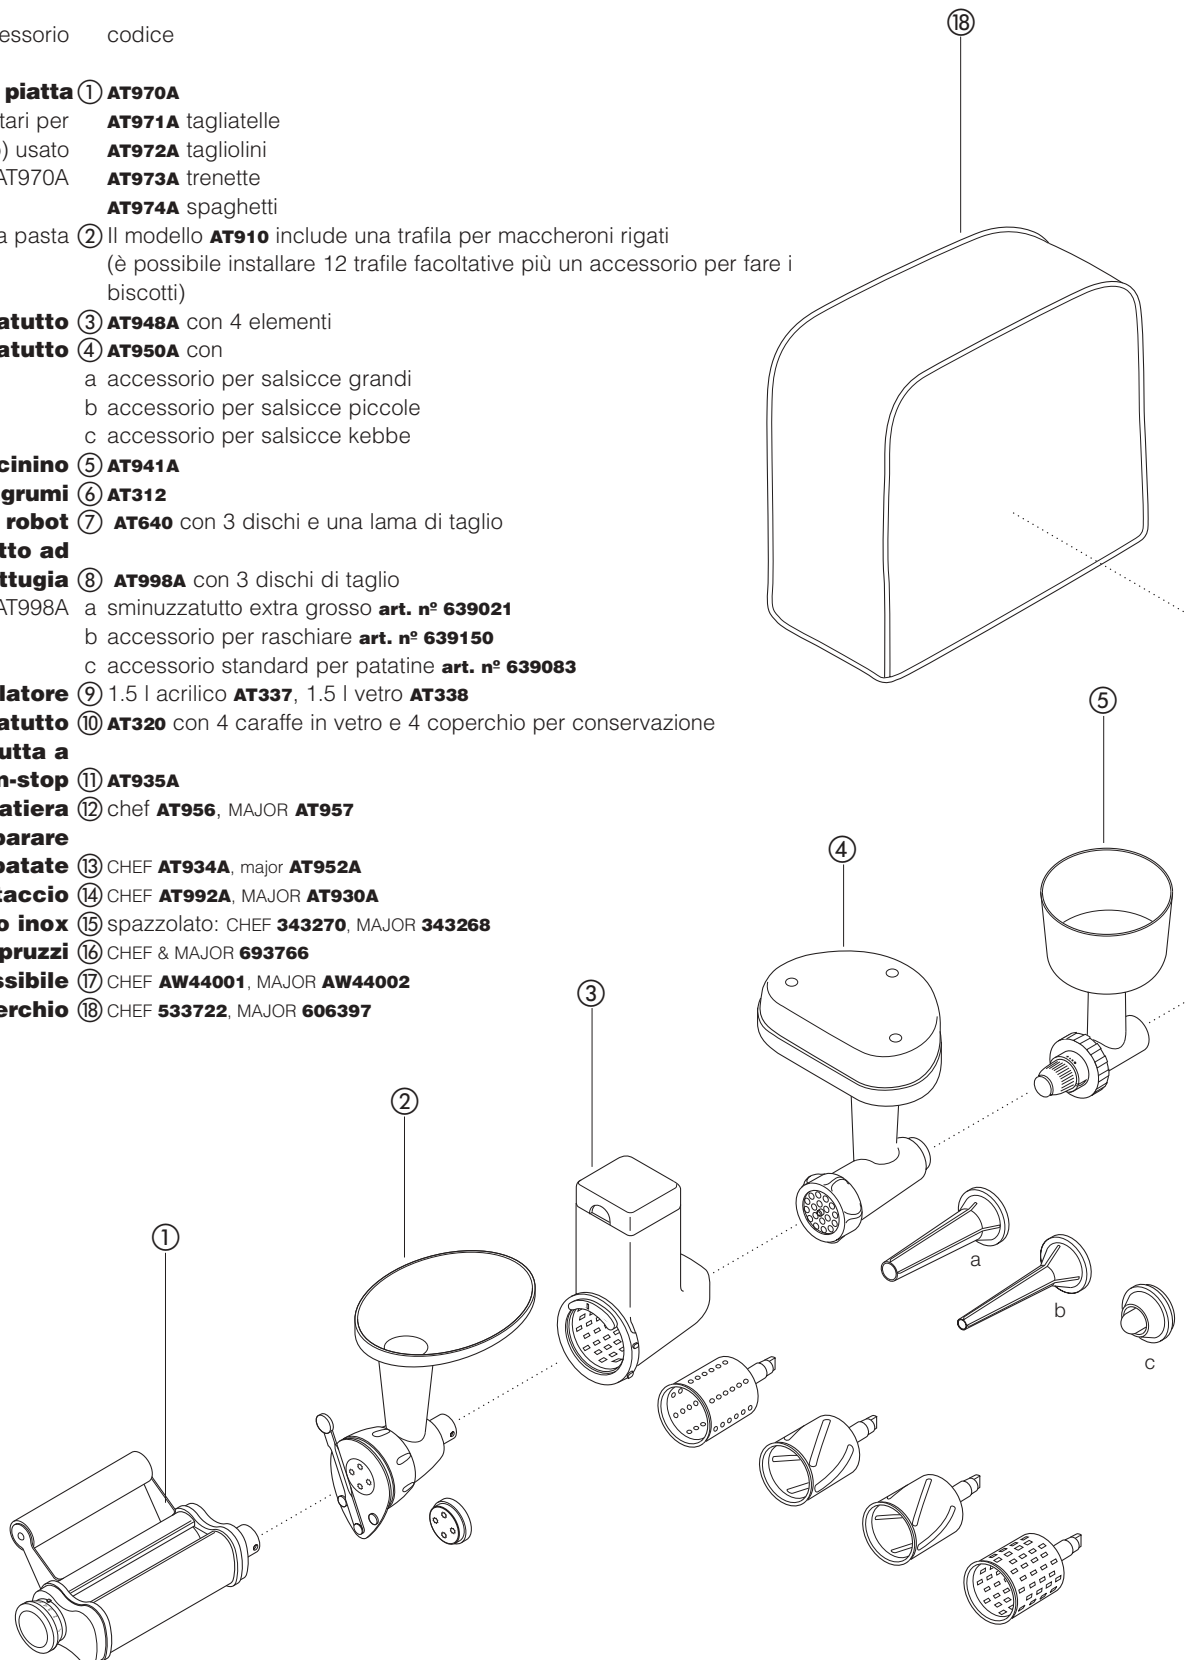 essorio codice
piatta ① AT970A
tari per AT971A tagliatelle
) usato AT972A tagliolini
AT970A AT973A trenette
AT974A spaghetti
a pasta ② Il modello AT910 include una trafila per maccheroni rigati
(è possibile installare 12 trafile facoltative più un accessorio per fare i
biscotti)
atutto ③ AT948A con 4 elementi
atutto ④ AT950A con
a accessorio per salsicce grandi
b accessorio per salsicce piccole
c accessorio per salsicce kebbe
cinino ⑤ AT941A
grumi ⑥ AT312
robot ⑦ AT640 con 3 dischi e una lama di taglio
tto ad
ttugia ⑧ AT998A con 3 dischi di taglio
AT998A a sminuzzatutto extra grosso art. nº 639021
b accessorio per raschiare art. nº 639150
c accessorio standard per patatine art. nº 639083
latore ⑨ 1.5 l acrilico AT337, 1.5 l vetro AT338
atutto ⑩ AT320 con 4 caraffe in vetro e 4 coperchio per conservazione
utta a
n-stop ⑪ AT935A
atiera ⑫ chef AT956, MAJOR AT957
parare
patate ⑬ CHEF AT934A, major AT952A
taccio ⑭ CHEF AT992A, MAJOR AT930A
o inox ⑮ spazzolato: CHEF 343270, MAJOR 343268
pruzzi ⑯ CHEF & MAJOR 693766
ssibile ⑰ CHEF AW44001, MAJOR AW44002
erchio ⑱ CHEF 533722, MAJOR 606397
⑱
⑤
④
③
②
①
a
b
c